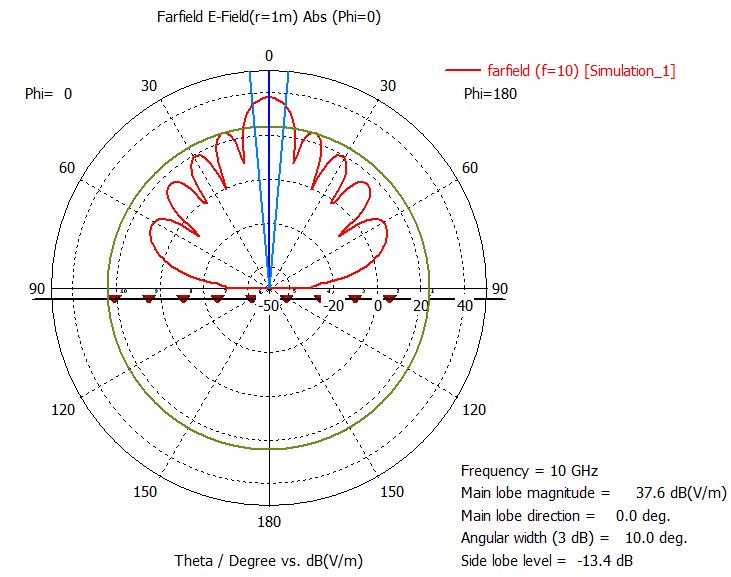 Farfield E-Field(r=1m) Abs (Phi=0)
0
farfield (f=10) [Simulation_1]
30
30
Phi= 0
Phi=180
60
60
90
90
-50
-20
0
20
40
120
120
150
150
180
Frequency = 10 GHz
Main lobe magnitude = 37.6 dB(V/m)
Main lobe direction = 0.0 deg.
Angular width (3 dB) = 10.0 deg.
Side lobe level = -13.4 dB
Theta / Degree vs. dB(V/m)